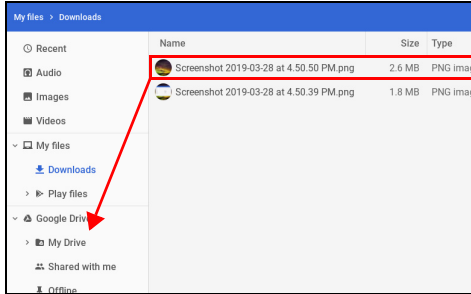 My files > Downloads
Name Size Type
Recent
Screenshot 2019-03-28 at 4.50.50 PM.png 2.6 MB PNG
Audio
Screenshot 2019-03-28 at 4.50.39 PM.png 1.8 MB PNG
Images
Videos
My files
Downloads
Play files
Google Drive
My Drive
Shared with me
Offline